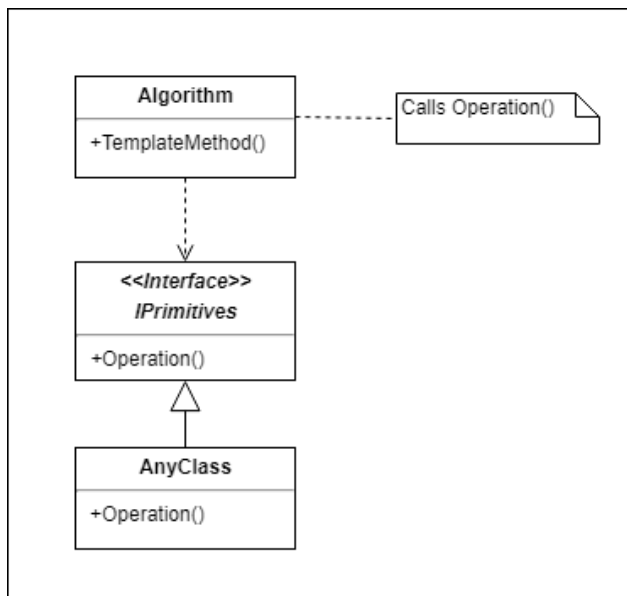 Algorithm
Calls Operation()
+TemplateMethod()
<<Interface>>
IPrimitives
+Operation()
AnyClass
+Operation()